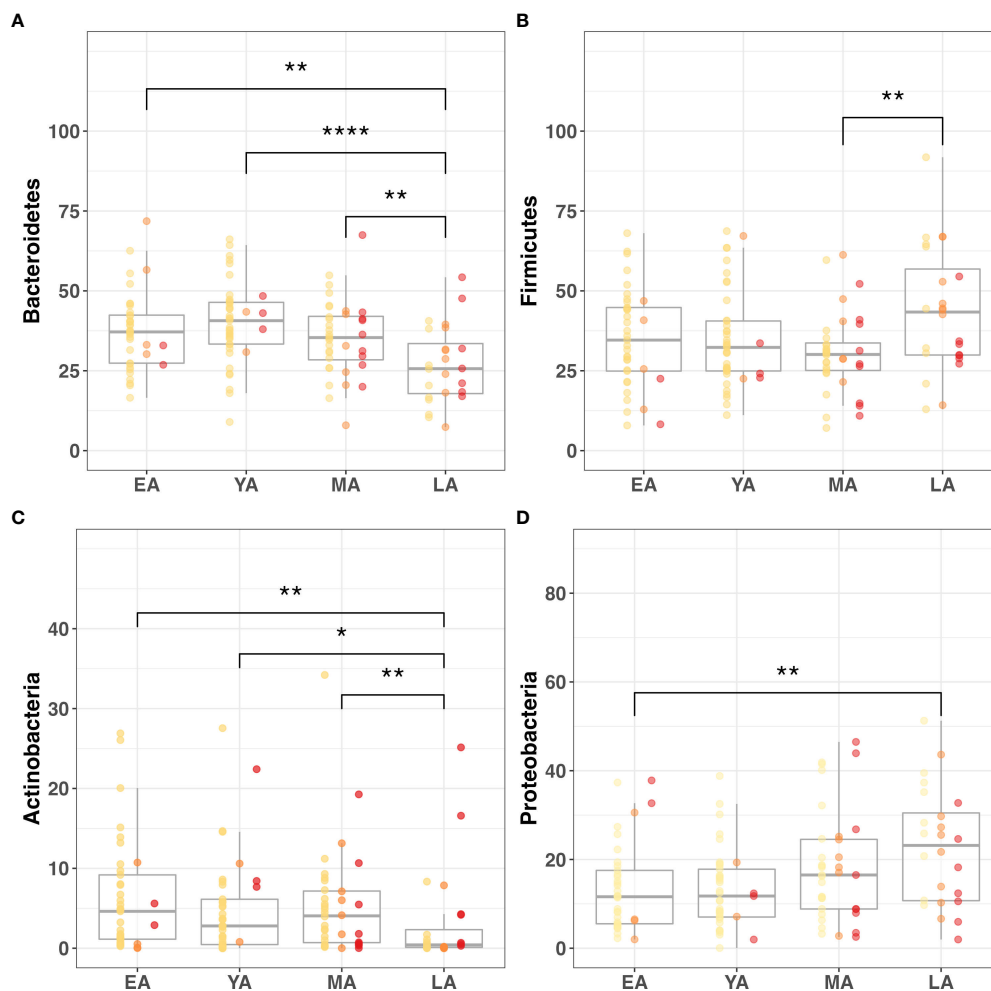 A
Bacteroidetes
100
75
50
25
0
**
****
**
EA YA MA LA
B
Firmicutes
100
75
50
25
0
**
EA YA MA LA
C
Actinobacteria
40
30
20
10
0
**
*
**
EA YA MA LA
D
Proteobacteria
80
60
40
20
0
**
EA YA MA LA